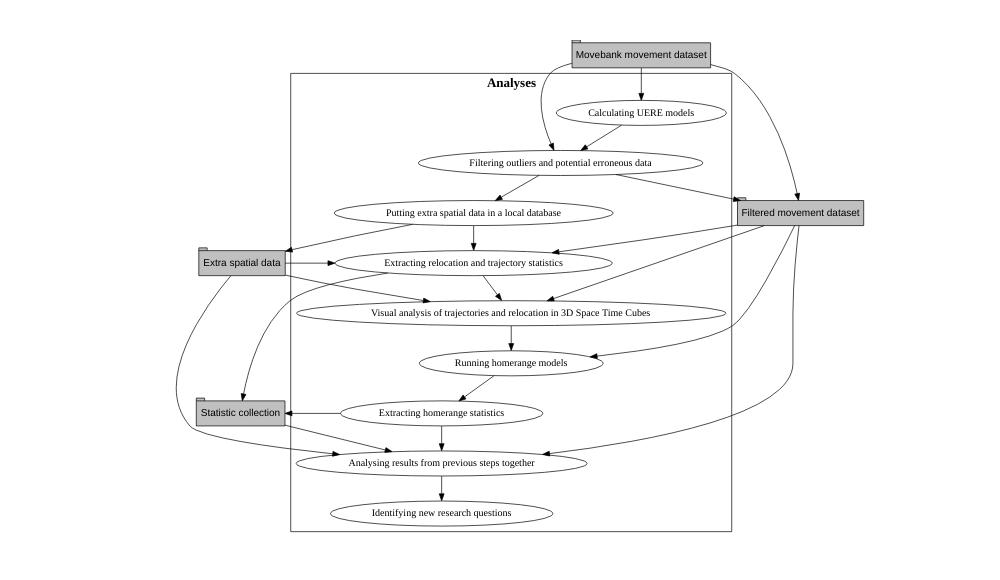 Movebank movement dataset
Analyses
Calculating UERE models
Filtering outliers and potential erroneous data
Putting extra spatial data in a local database
Filtered movement dataset
Extra spatial data
Extracting relocation and trajectory statistics
Visual analysis of trajectories and relocation in 3D Space Time Cubes
Running homerange models
Statistic collection
Extracting homerange statistics
Analysing results from previous steps together
Identifying new research questions